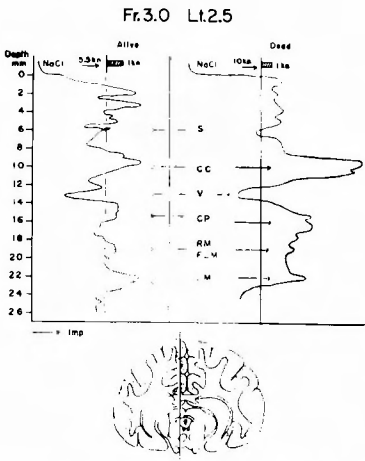 Fr.3.0 Lt.2.5
Alive Dead
Depth
mm NaCl 5.5kn 1kn NaCl 10kn 1kn
0
2
4
6 S
8
10 CC
12
V
14
16 CP
18 RM
20
22 M
24
26
Imp